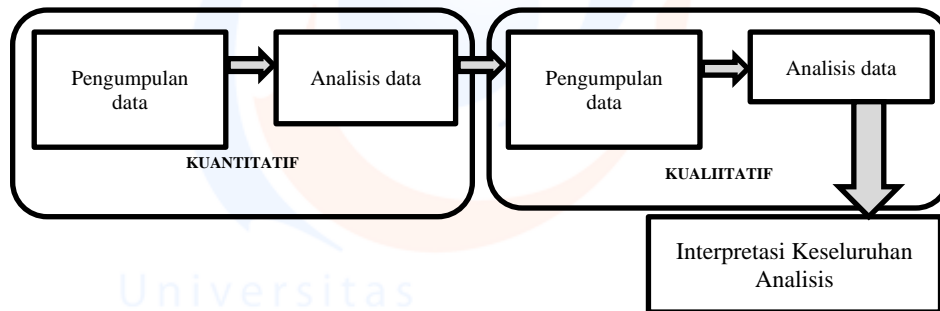 Pengumpulan
data
Analisis data
KUANTITATIF
Pengumpulan
data
Analisis data
KUALIITATIF
Interpretasi Keseluruhan
Analisis
Universitas